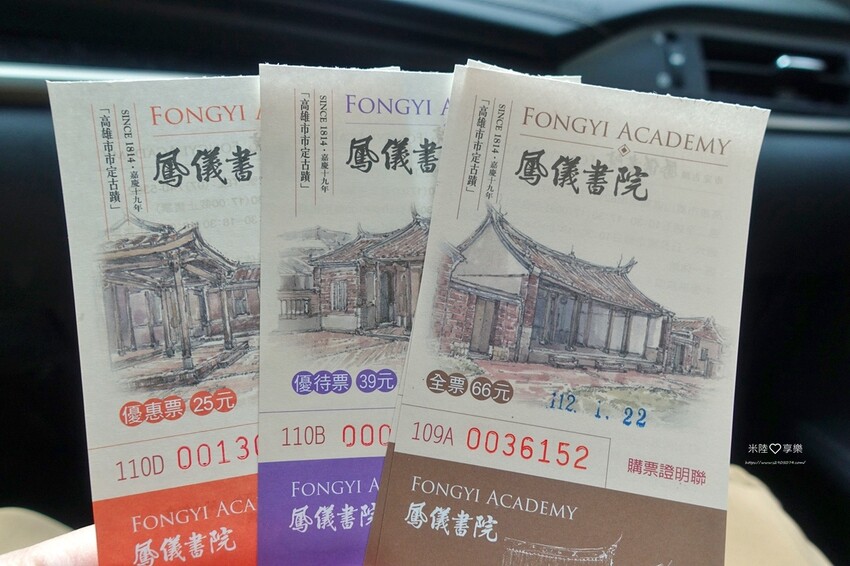 FONGYI A
鳳儀書
SINCE 1814・嘉慶十九年
「高雄市市定古蹟」
優惠票 25元
110D 00130
FONGYI ACADEMY
鳳儀書院
FONGYI A
鳳儀書
SINCE 1814・嘉慶十九年
「高雄市市定古蹟」
優待票 39元
110B 000
FONGYI ACADEM
鳳儀書院
FONGYI ACADEMY
鳳儀書院
SINCE 1814・嘉慶十九年
「高雄市市定古蹟」
全票 66元
112. 1. 22
109A 0036152
購票證明聯
FONGYI ACADEMY
鳳儀書院
米陸♡享樂